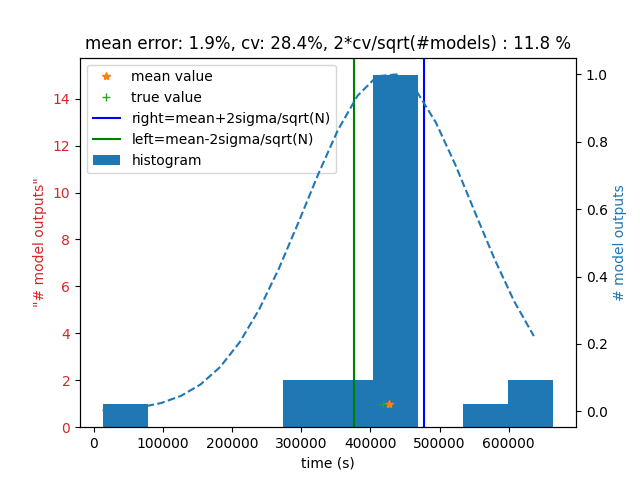 mean error: 1.9%, cv: 28.4%, 2*cv/sqrt(#models) : 11.8 %
mean value
true value
right=mean+2sigma/sqrt(N)
left=mean-2sigma/sqrt(N)
histogram
"# model outputs"
14
12
10
8
6
4
2
0
1.0
0.8
0.6
0.4
0.2
0.0
# model outputs
0 100000 200000 300000 400000 500000 600000
time (s)